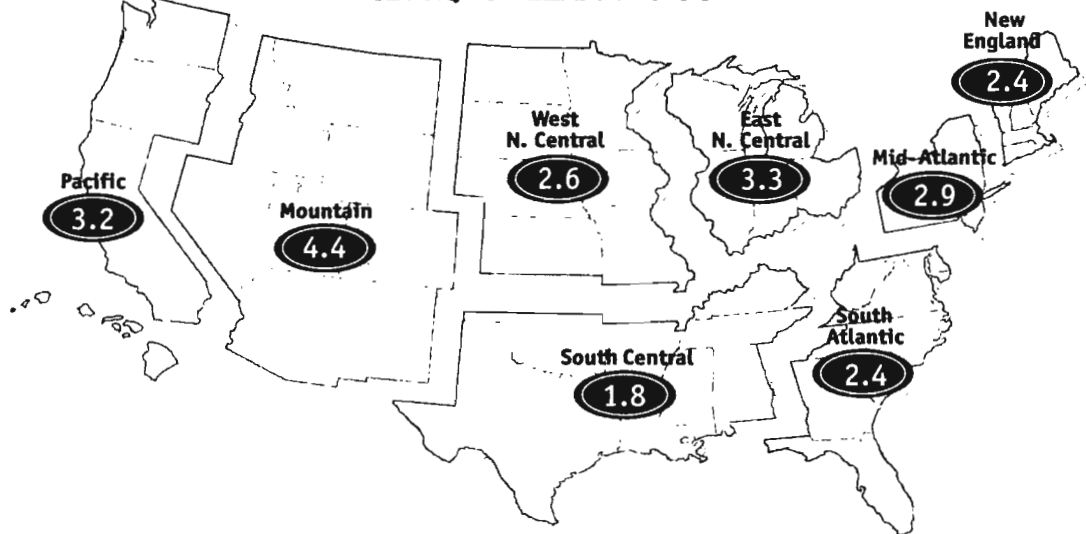 New
England
2.4
West
N. Central
2.6
East
N. Central
3.3
Mid-Atlantic
2.9
Pacific
3.2
Mountain
4.4
South
Atlantic
2.4
South Central
1.8